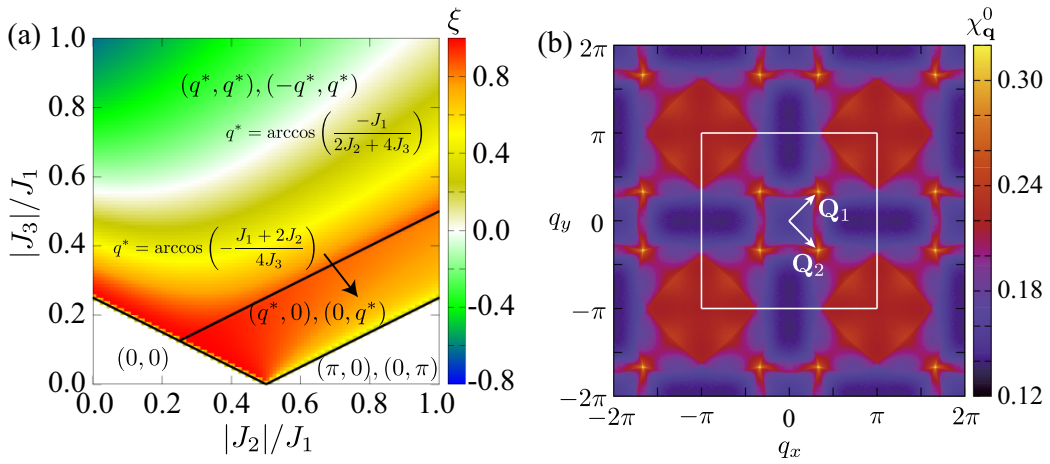 (a)
ξ
1.0
0.8
0.6
0.4
0.2
0.0
|J₃|/J₁
0.0 0.2 0.4 0.6 0.8 1.0
|J₂|/J₁
(q*, q*), (-q*, q*)
q* = arccos(-J₁ / (2J₂ + 4J₃))
q* = arccos(-(J₁ + 2J₂) / 4J₃)
(q*, 0), (0, q*)
(0, 0)
(π, 0), (0, π)
0.8
0.4
0.0
-0.4
-0.8
(b)
χ⁰_q
2π
π
q_y 0
-π
-2π
-2π -π 0 π 2π
q_x
Q₁
Q₂
0.30
0.24
0.18
0.12